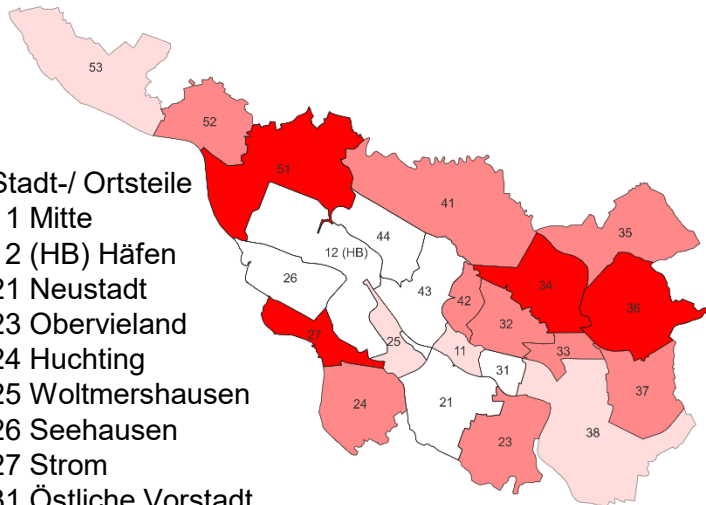 53
52
51
Stadt-/ Ortsteile
1 Mitte
2 (HB) Häfen
21 Neustadt
23 Obervieland
24 Huchting
25 Woltmershausen
26 Seehausen
27 Strom
31 Östliche Vorstadt
41
35
44
12 (HB)
26
43
34
36
42
32
27
25
11
33
31
37
24
21
38
23